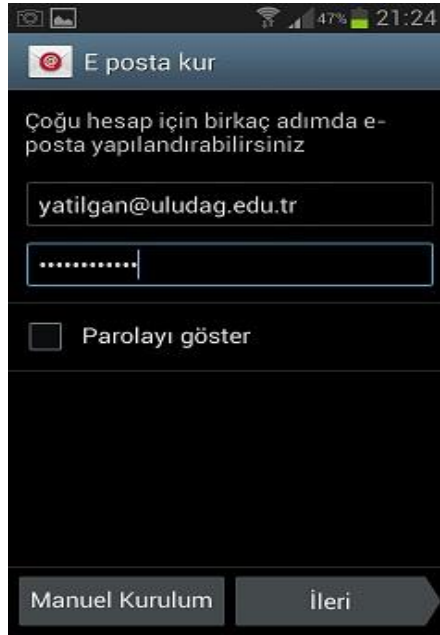 47% 21:24
E posta kur
Çoğu hesap için birkaç adımda e-
posta yapılandırabilirsiniz
yatilgan@uludag.edu.tr
••••••••••••
Parolayı göster
Manuel Kurulum
İleri